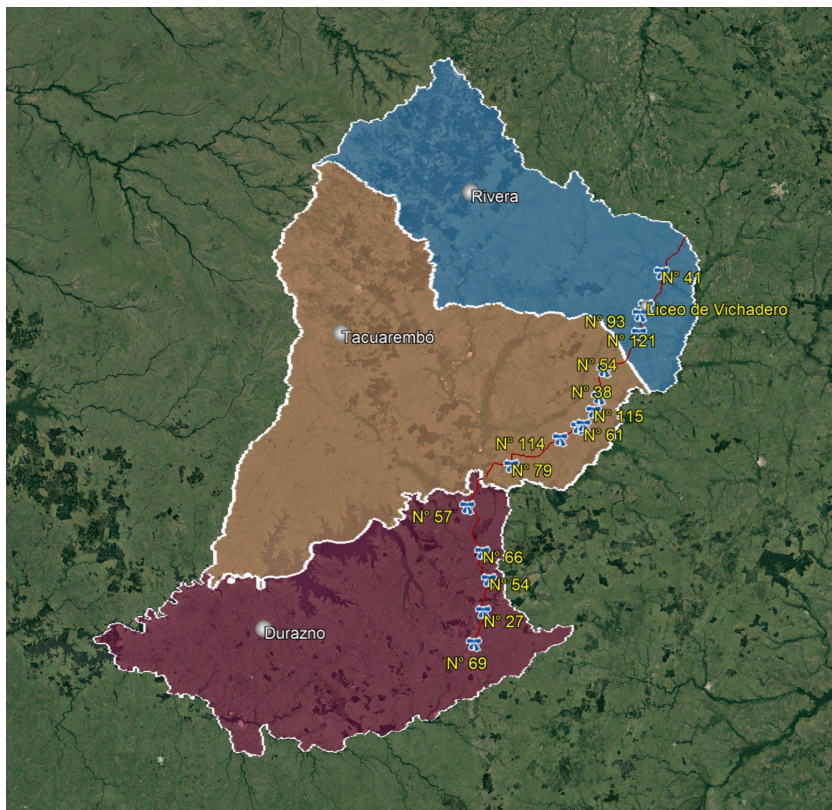 Rivera
N° 41
Liceo de Vichadero
N° 93
N° 121
Tacuarembó
N° 54
N° 38
N° 115
N° 61
N° 114
N° 79
N° 57
N° 66
N° 54
N° 27
Durazno
N° 69